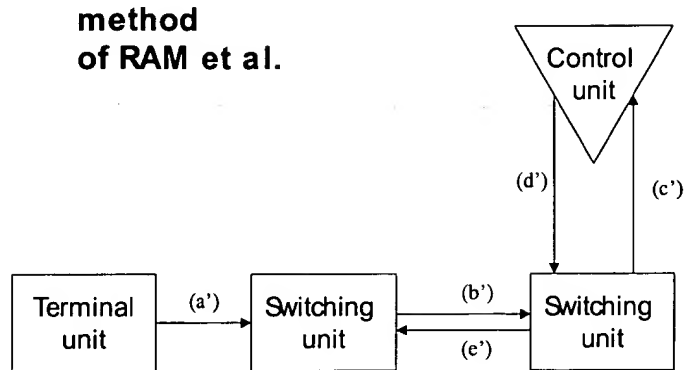 method
of RAM et al.
Control
unit
(d')
(c')
Terminal
unit
(a')
Switching
unit
(b')
(e')
Switching
unit